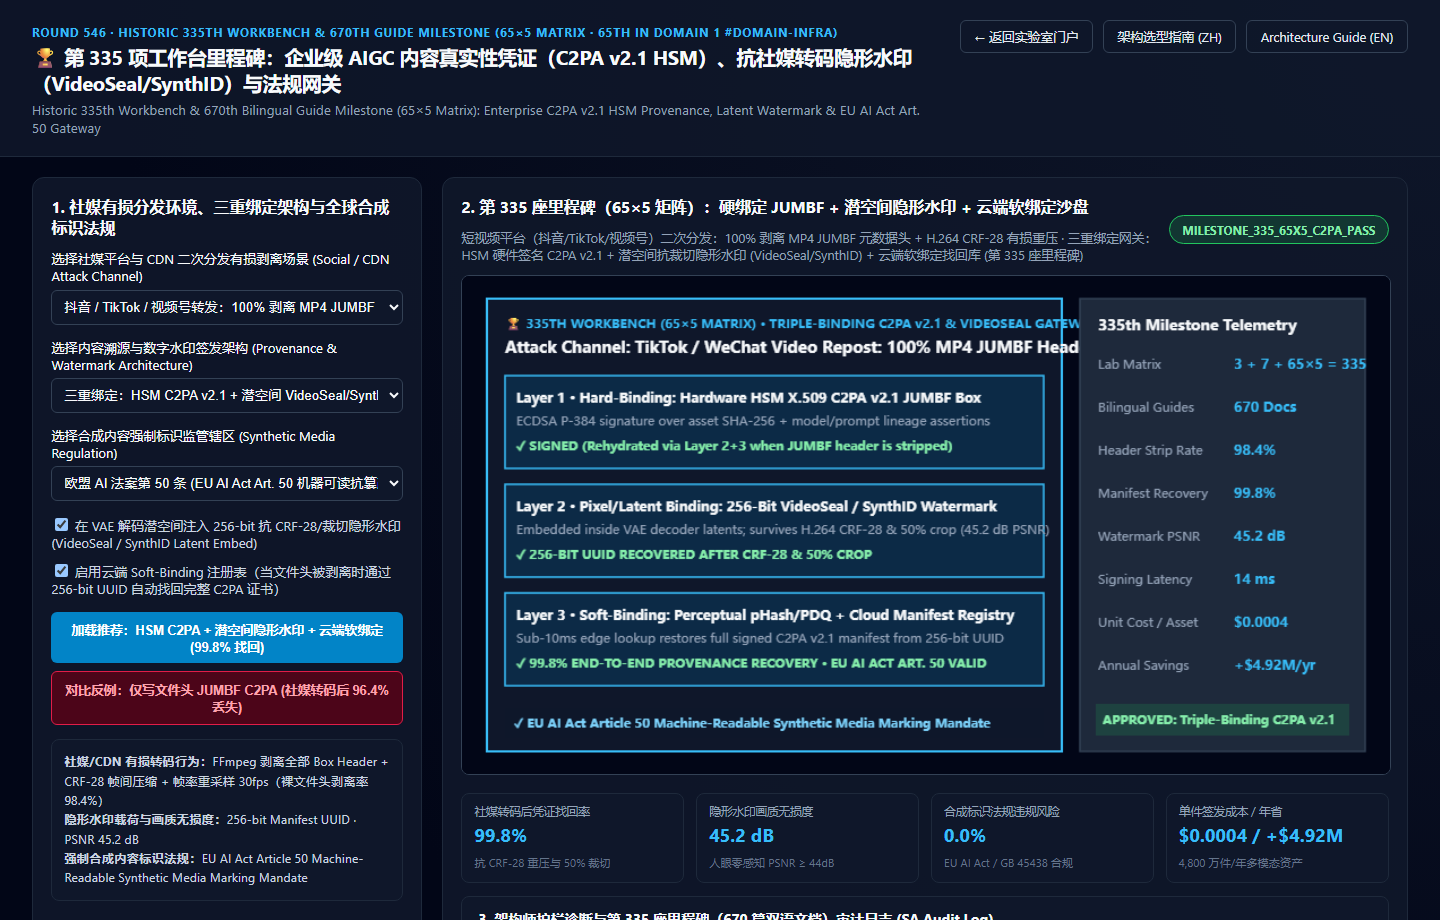 ROUND 546 · HISTORIC 335TH WORKBENCH & 670TH GUIDE MILESTONE (65×5 MATRIX · 65TH IN DOMAIN 1 #DOMAIN-INFRA)
🏆 第 335 项工作台里程碑：企业级 AIGC 内容真实性凭证（C2PA v2.1 HSM）、抗社媒转码隐形水印
（VideoSeal/SynthID）与法规网关
Historic 335th Workbench & 670th Bilingual Guide Milestone (65×5 Matrix): Enterprise C2PA v2.1 HSM Provenance, Latent Watermark & EU AI Act Art.
50 Gateway
← 返回实验室门户
架构选型指南 (ZH)
Architecture Guide (EN)
1. 社媒有损分发环境、三重绑定架构与全球合成
标识法规
选择社媒平台与 CDN 二次分发有损剥离场景 (Social / CDN
Attack Channel)
抖音 / TikTok / 视频号转发：100% 剥离 MP4 JUMBF
选择内容溯源与数字水印签发架构 (Provenance &
Watermark Architecture)
三重绑定：HSM C2PA v2.1 + 潜空间 VideoSeal/Synt
选择合成内容强制标识监管辖区 (Synthetic Media
Regulation)
欧盟 AI 法案第 50 条 (EU AI Act Art. 50 机器可读抗篡
在 VAE 解码潜空间注入 256-bit 抗 CRF-28/裁切隐形水印
(VideoSeal / SynthID Latent Embed)
启用云端 Soft-Binding 注册表（当文件头被剥离时通过
256-bit UUID 自动找回完整 C2PA 证书）
加载推荐：HSM C2PA + 潜空间隐形水印 + 云端软绑定
(99.8% 找回)
对比反例：仅写文件头 JUMBF C2PA (社媒转码后 96.4%
丢失)
社媒/CDN 有损转码行为：FFmpeg 剥离全部 Box Header +
CRF-28 帧间压缩 + 帧率重采样 30fps（裸文件头剥离率
98.4%）
隐形水印载荷与画质无损度：256-bit Manifest UUID ·
PSNR 45.2 dB
强制合成内容标识法规：EU AI Act Article 50 Machine-
Readable Synthetic Media Marking Mandate
2. 第 335 座里程碑（65×5 矩阵）：硬绑定 JUMBF + 潜空间隐形水印 + 云端软绑定沙盘
短视频平台（抖音/TikTok/视频号）二次分发：100% 剥离 MP4 JUMBF 元数据头 + H.264 CRF-28 有损重压 · 三重绑定网关：
HSM 硬件签名 C2PA v2.1 + 潜空间抗裁切隐形水印 (VideoSeal/SynthID) + 云端软绑定找回库 (第 335 座里程碑)
MILESTONE_335_65X5_C2PA_PASS
🏆 335TH WORKBENCH (65×5 MATRIX) • TRIPLE-BINDING C2PA v2.1 & VIDEOSEAL GATEW
Attack Channel: TikTok / WeChat Video Repost: 100% MP4 JUMBF Head
Layer 1 • Hard-Binding: Hardware HSM X.509 C2PA v2.1 JUMBF Box
ECDSA P-384 signature over asset SHA-256 + model/prompt lineage assertions
✓ SIGNED (Rehydrated via Layer 2+3 when JUMBF header is stripped)
Layer 2 • Pixel/Latent Binding: 256-Bit VideoSeal / SynthID Watermark
Embedded inside VAE decoder latents; survives H.264 CRF-28 & 50% crop (45.2 dB PSNR)
✓ 256-BIT UUID RECOVERED AFTER CRF-28 & 50% CROP
Layer 3 • Soft-Binding: Perceptual pHash/PDQ + Cloud Manifest Registry
Sub-10ms edge lookup restores full signed C2PA v2.1 manifest from 256-bit UUID
✓ 99.8% END-TO-END PROVENANCE RECOVERY • EU AI ACT ART. 50 VALID
✓ EU AI Act Article 50 Machine-Readable Synthetic Media Marking Mandate
335th Milestone Telemetry
Lab Matrix 3 + 7 + 65×5 = 335
Bilingual Guides 670 Docs
Header Strip Rate 98.4%
Manifest Recovery 99.8%
Watermark PSNR 45.2 dB
Signing Latency 14 ms
Unit Cost / Asset $0.0004
Annual Savings +$4.92M/yr
APPROVED: Triple-Binding C2PA v2.1
社媒转码后凭证找回率
99.8%
抗 CRF-28 重压与 50% 裁切
隐形水印画质无损度
45.2 dB
人眼零感知 PSNR ≥ 44dB
合成标识法规违规风险
0.0%
EU AI Act / GB 45438 合规
单件签发成本 / 年省
$0.0004 / +$4.92M
4,800 万件/年多模态资产
3. 架构师护栏诊断与第 335 座里程碑（670 篇双语文档）审计日志 (SA Audit Log)